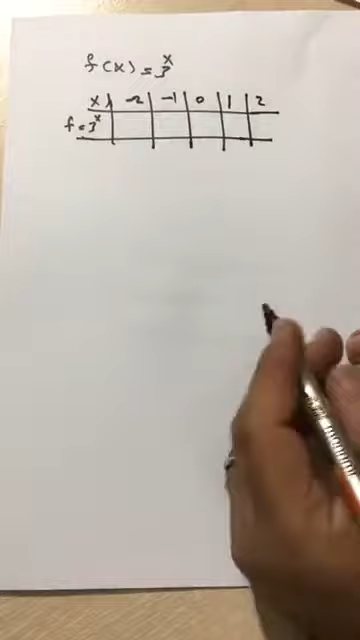 f(x) = 3^x
x -2 -1 0 1 2
f = 3^x